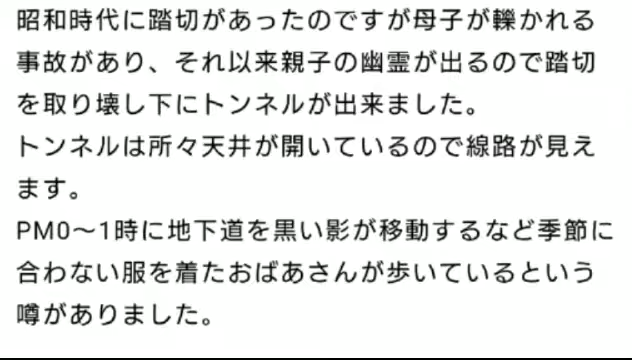 昭和時代に踏切があったのですが母子が轢かれる
事故があり、それ以来親子の幽霊が出るので踏切
を取り壊し下にトンネルが出来ました。
トンネルは所々天井が開いているので線路が見え
ます。
PM0〜1時に地下道を黒い影が移動するなど季節に
合わない服を着たおばあさんが歩いているという
噂がありました。